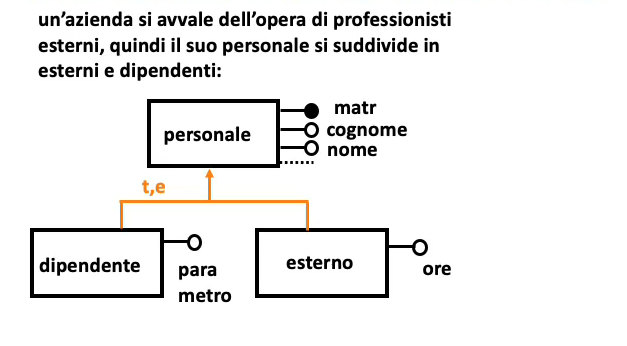 un’azienda si avvale dell’opera di professionisti
esterni, quindi il suo personale si suddivide in
esterni e dipendenti:
matr
personale
cognome
nome
t,e
dipendente
para
metro
esterno
ore